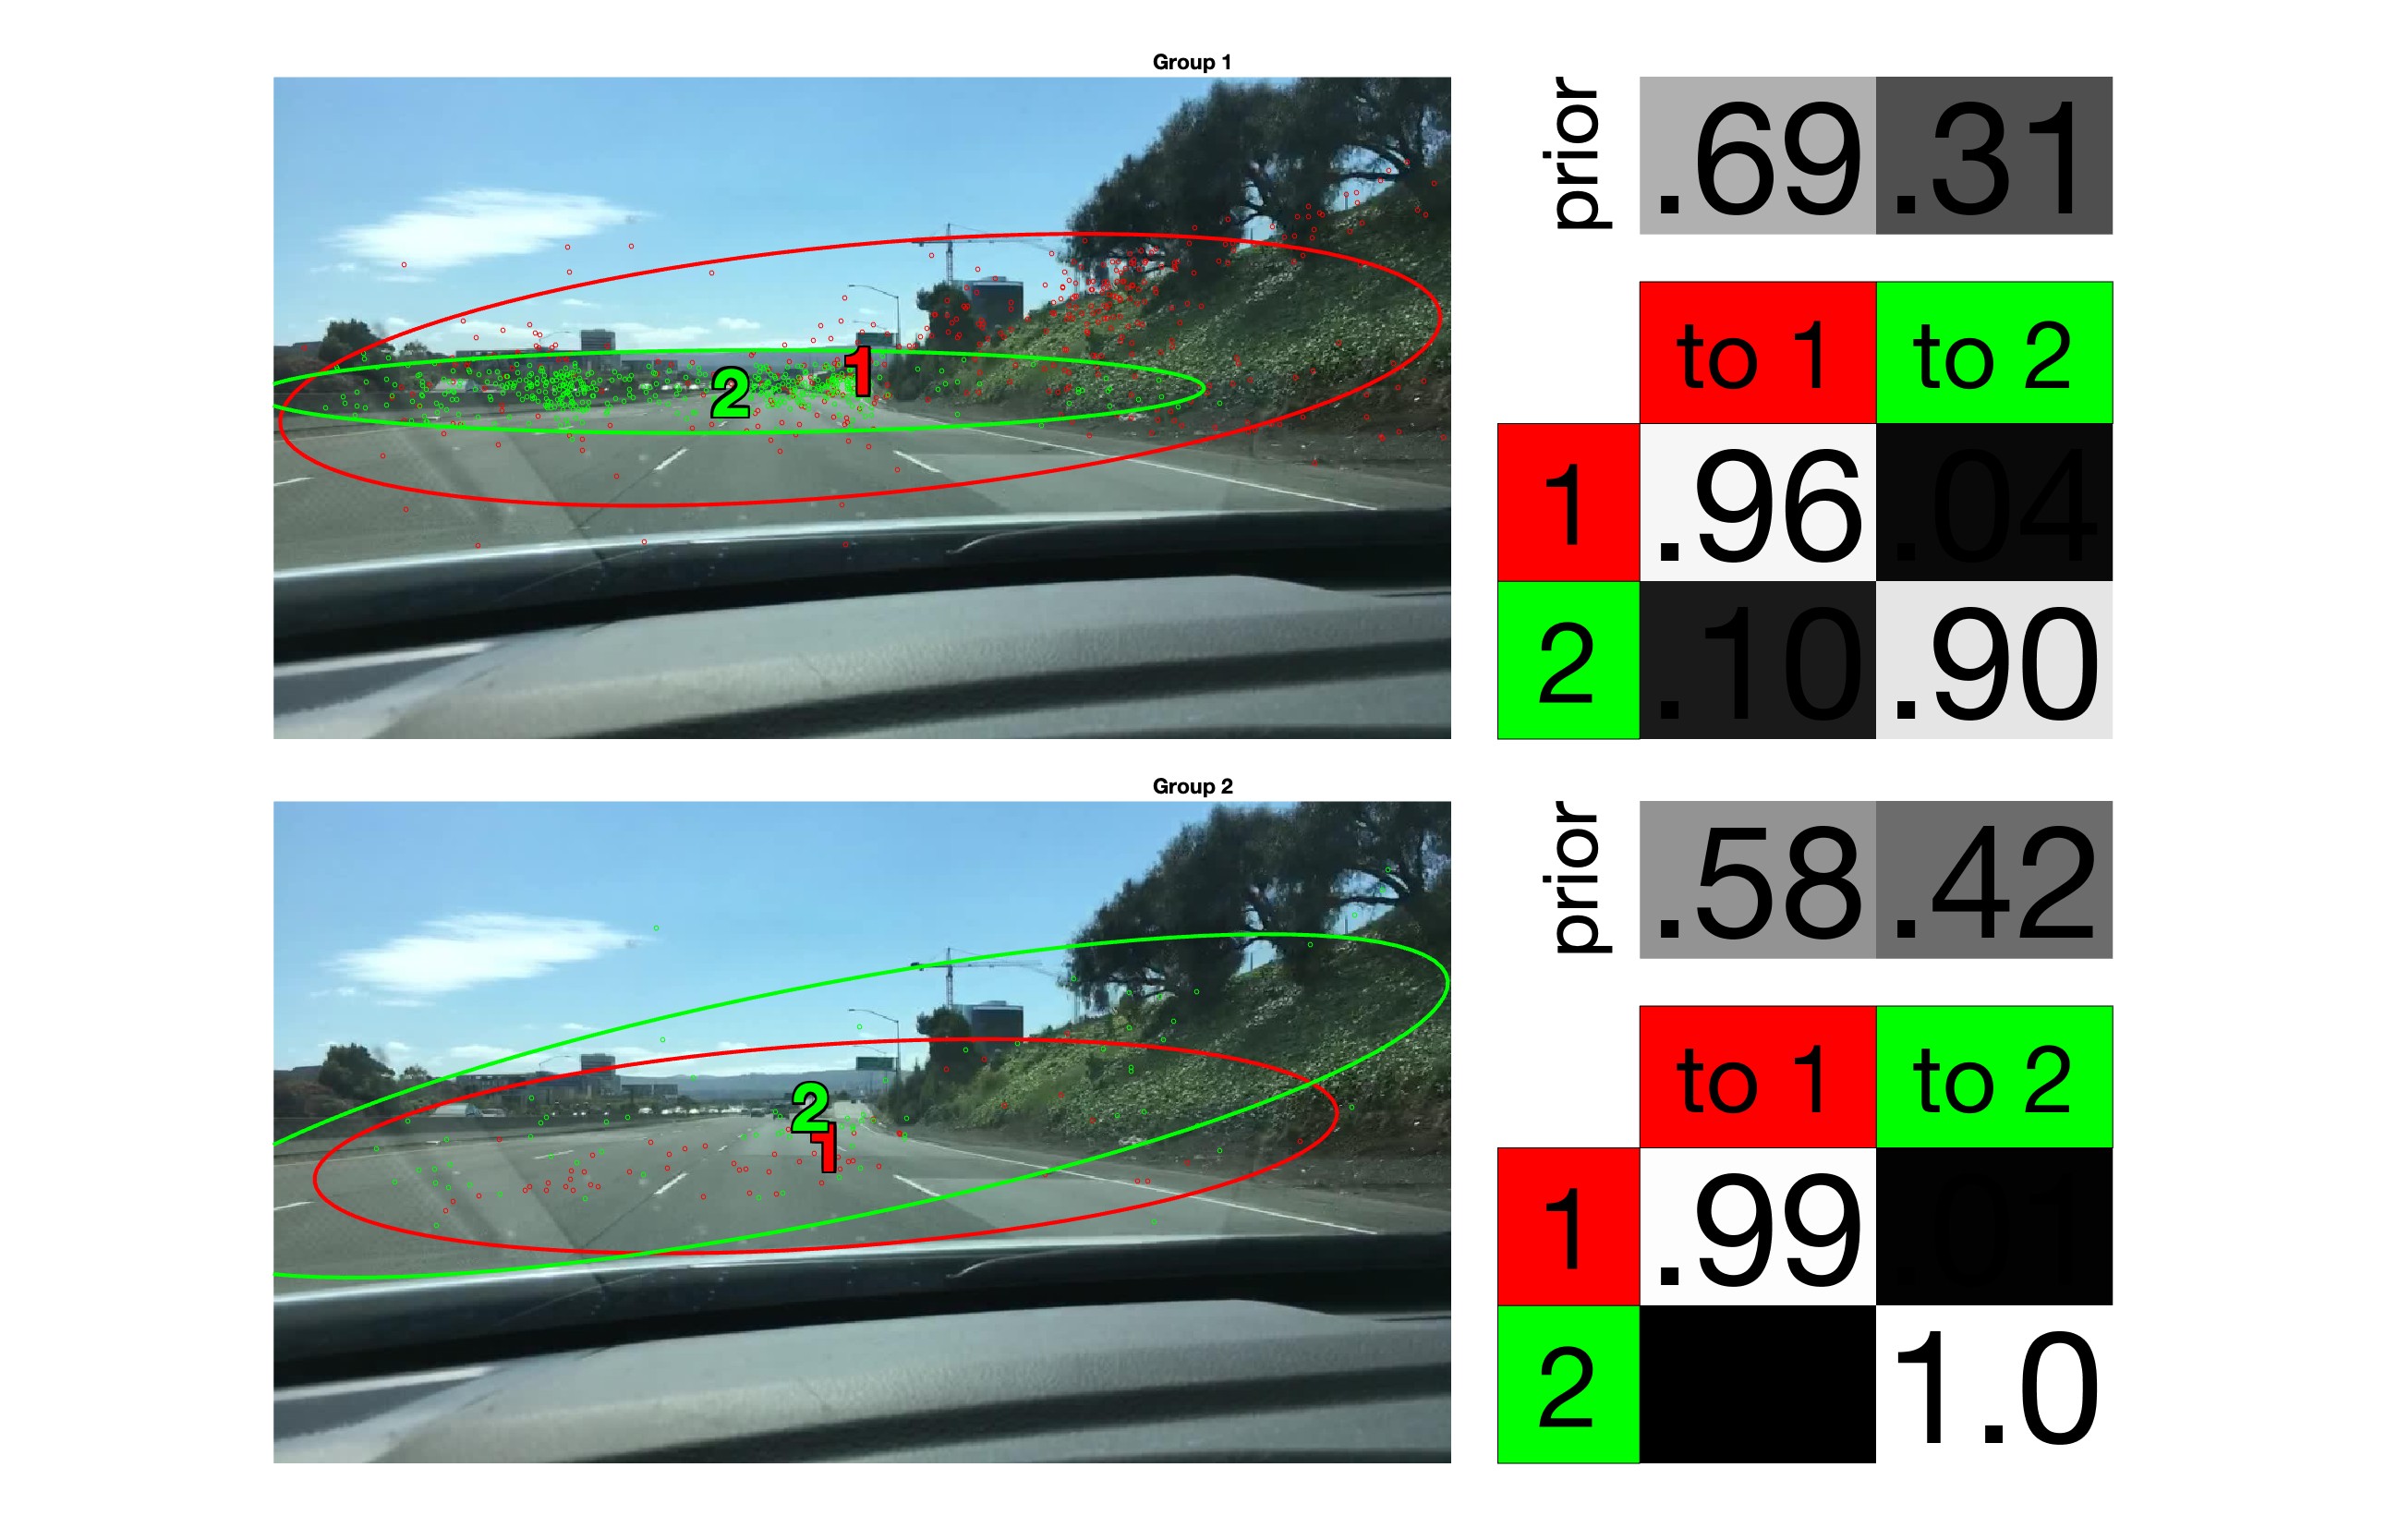 Group 1
2
1
prior
.69 .31
to 1 to 2
1 .96 .04
2 .10 .90
Group 2
2
1
prior
.58 .42
to 1 to 2
1 .99 .01
2 1.0